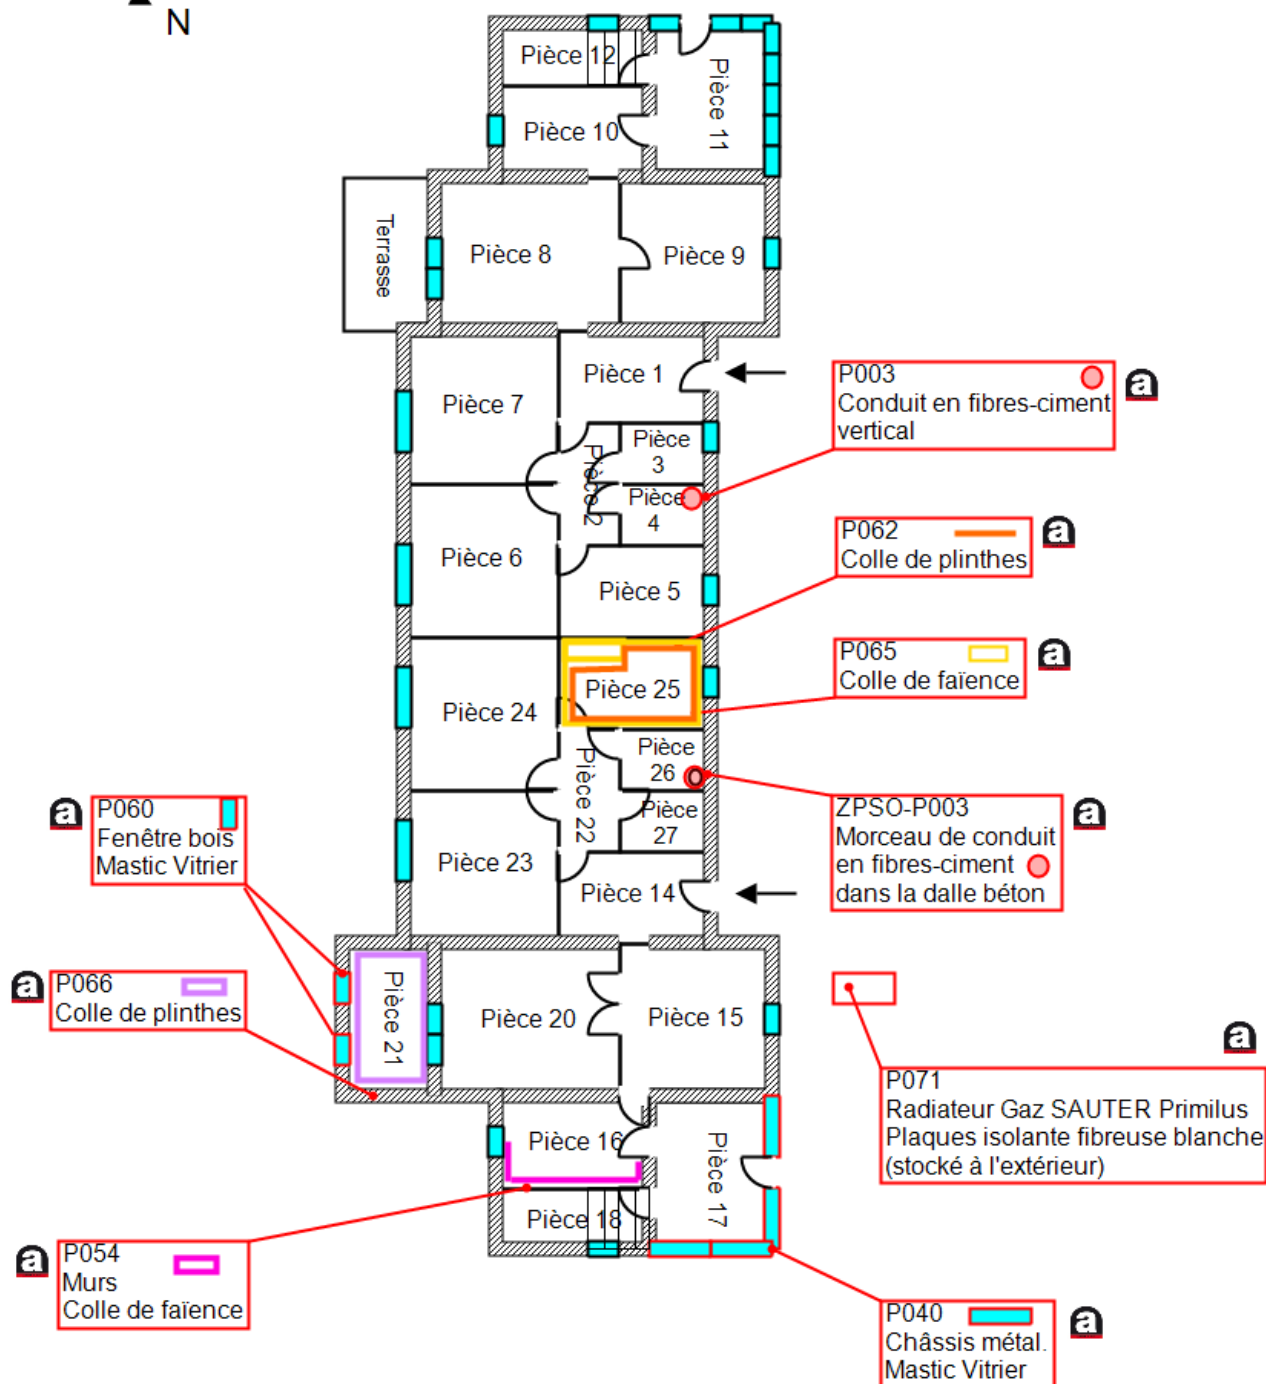 N
Pièce 12
Pièce 11
Pièce 10
Terrasse
Pièce 8
Pièce 9
Pièce 1
Pièce 7
Pièce
3
Pièce 2
Pièce
4
Pièce 6
Pièce 5
Pièce 25
Pièce 24
Pièce
26
Pièce 22
Pièce
27
Pièce 23
Pièce 14
Pièce 21
Pièce 20
Pièce 15
Pièce 16
Pièce 17
Pièce 18
P003
Conduit en fibres-ciment
vertical
a
P062
Colle de plinthes
a
P065
Colle de faïence
a
ZPSO-P003
Morceau de conduit
en fibres-ciment
dans la dalle béton
a
a
P060
Fenêtre bois
Mastic Vitrier
a
P066
Colle de plinthes
a
P071
Radiateur Gaz SAUTER Primilus
Plaques isolante fibreuse blanche
(stocké à l'extérieur)
a
P054
Murs
Colle de faïence
P040
Châssis métal.
Mastic Vitrier
a